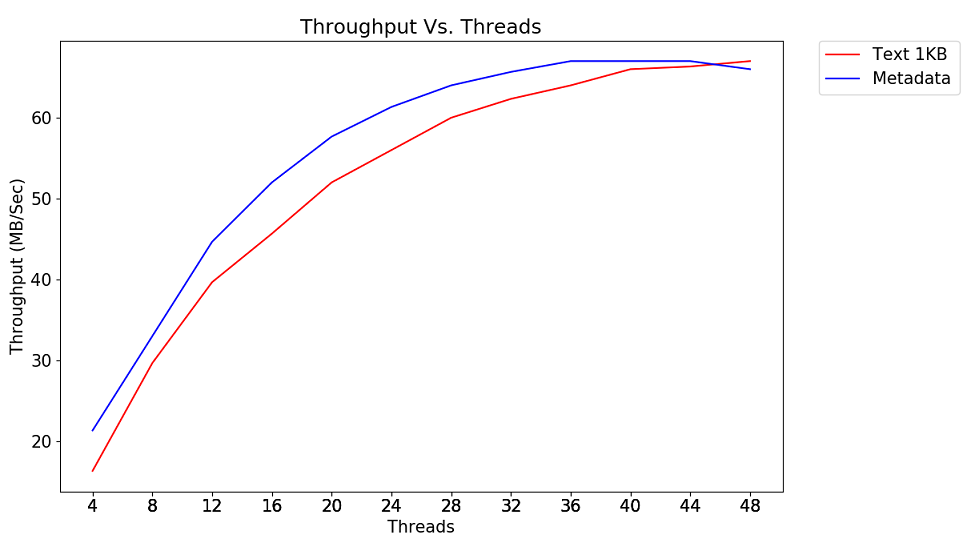 Throughput Vs. Threads
Text 1KB
Metadata
Throughput (MB/Sec)
60
50
40
30
20
4 8 12 16 20 24 28 32 36 40 44 48
Threads